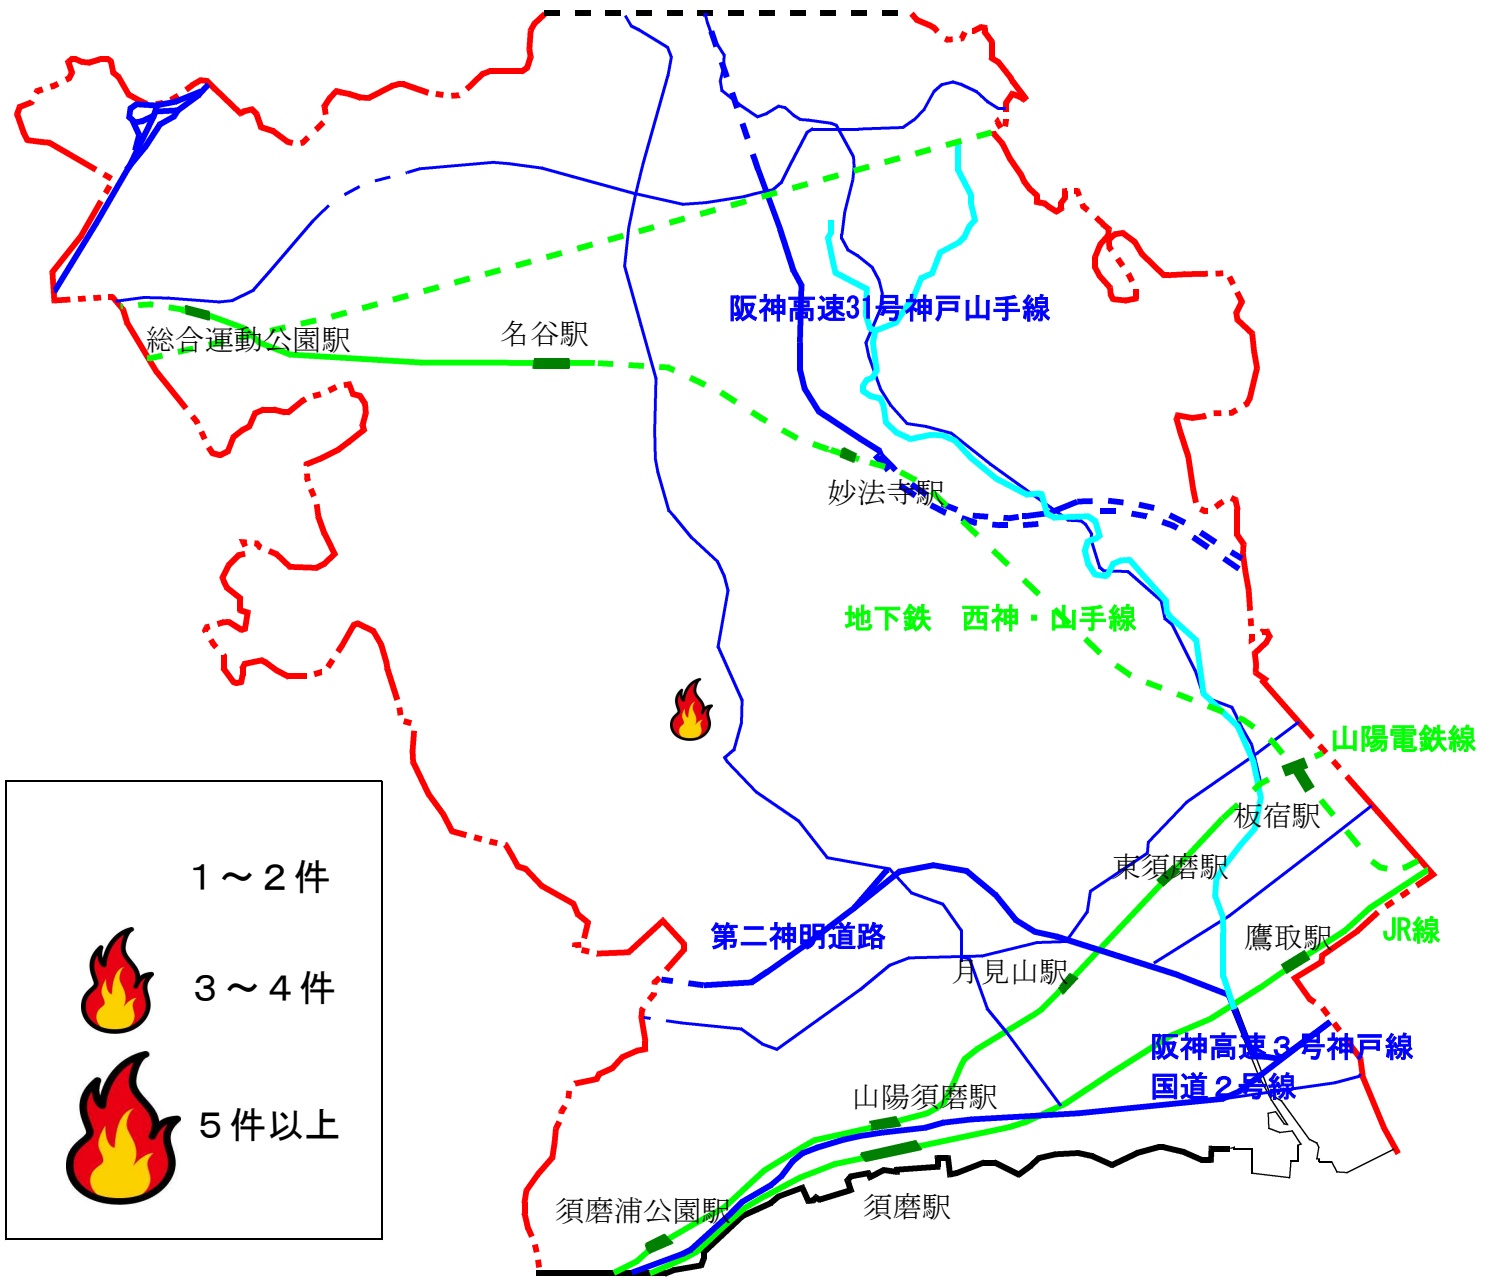 阪神高速31号神戸山手線
総合運動公園駅
名谷駅
妙法寺駅
地下鉄　西神・山手線
山陽電鉄線
板宿駅
東須磨駅
第二神明道路
鷹取駅
JR線
月見山駅
阪神高速３号神戸線
国道２号線
山陽須磨駅
須磨浦公園駅
須磨駅
１～２件
３～４件
５件以上